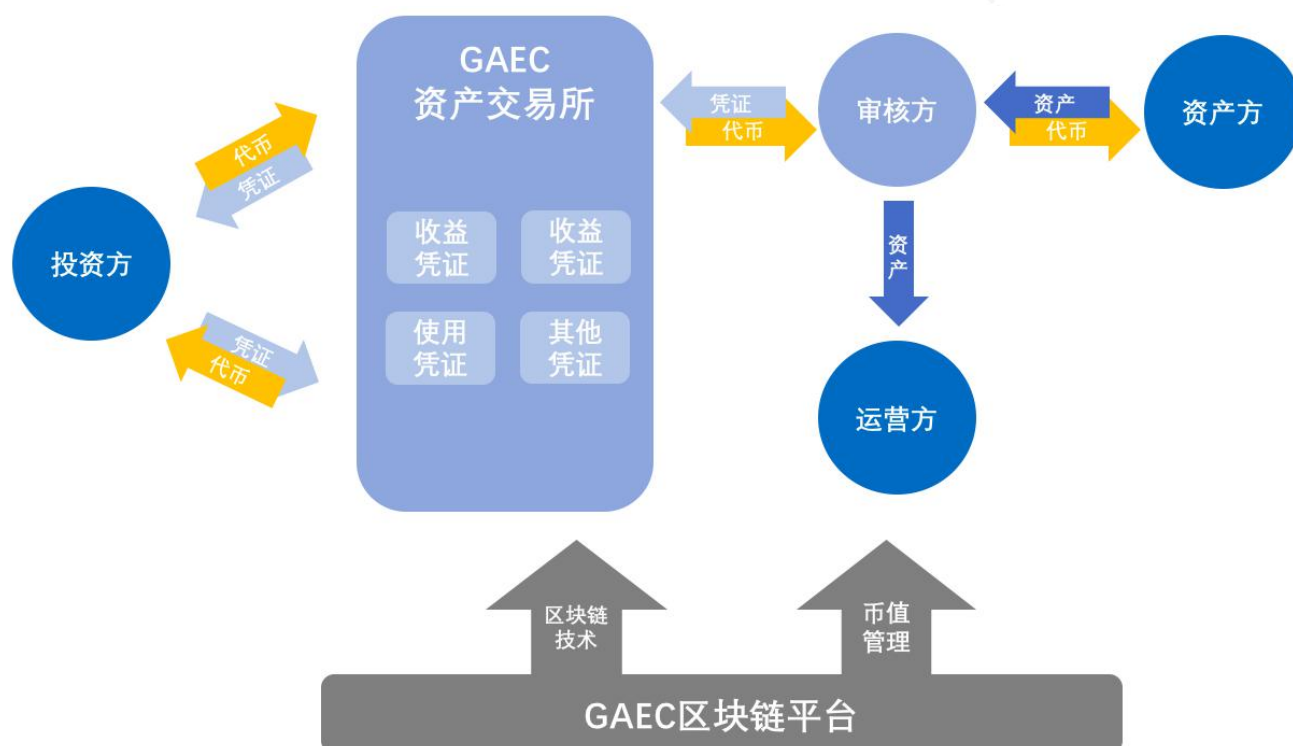 GAEC
资产交易所
凭证
代币
审核方
资产
代币
资产方
代币
凭证
投资方
收益
凭证
收益
凭证
资
产
凭证
代币
使用
凭证
其他
凭证
运营方
区块链
技术
币值
管理
GAEC区块链平台